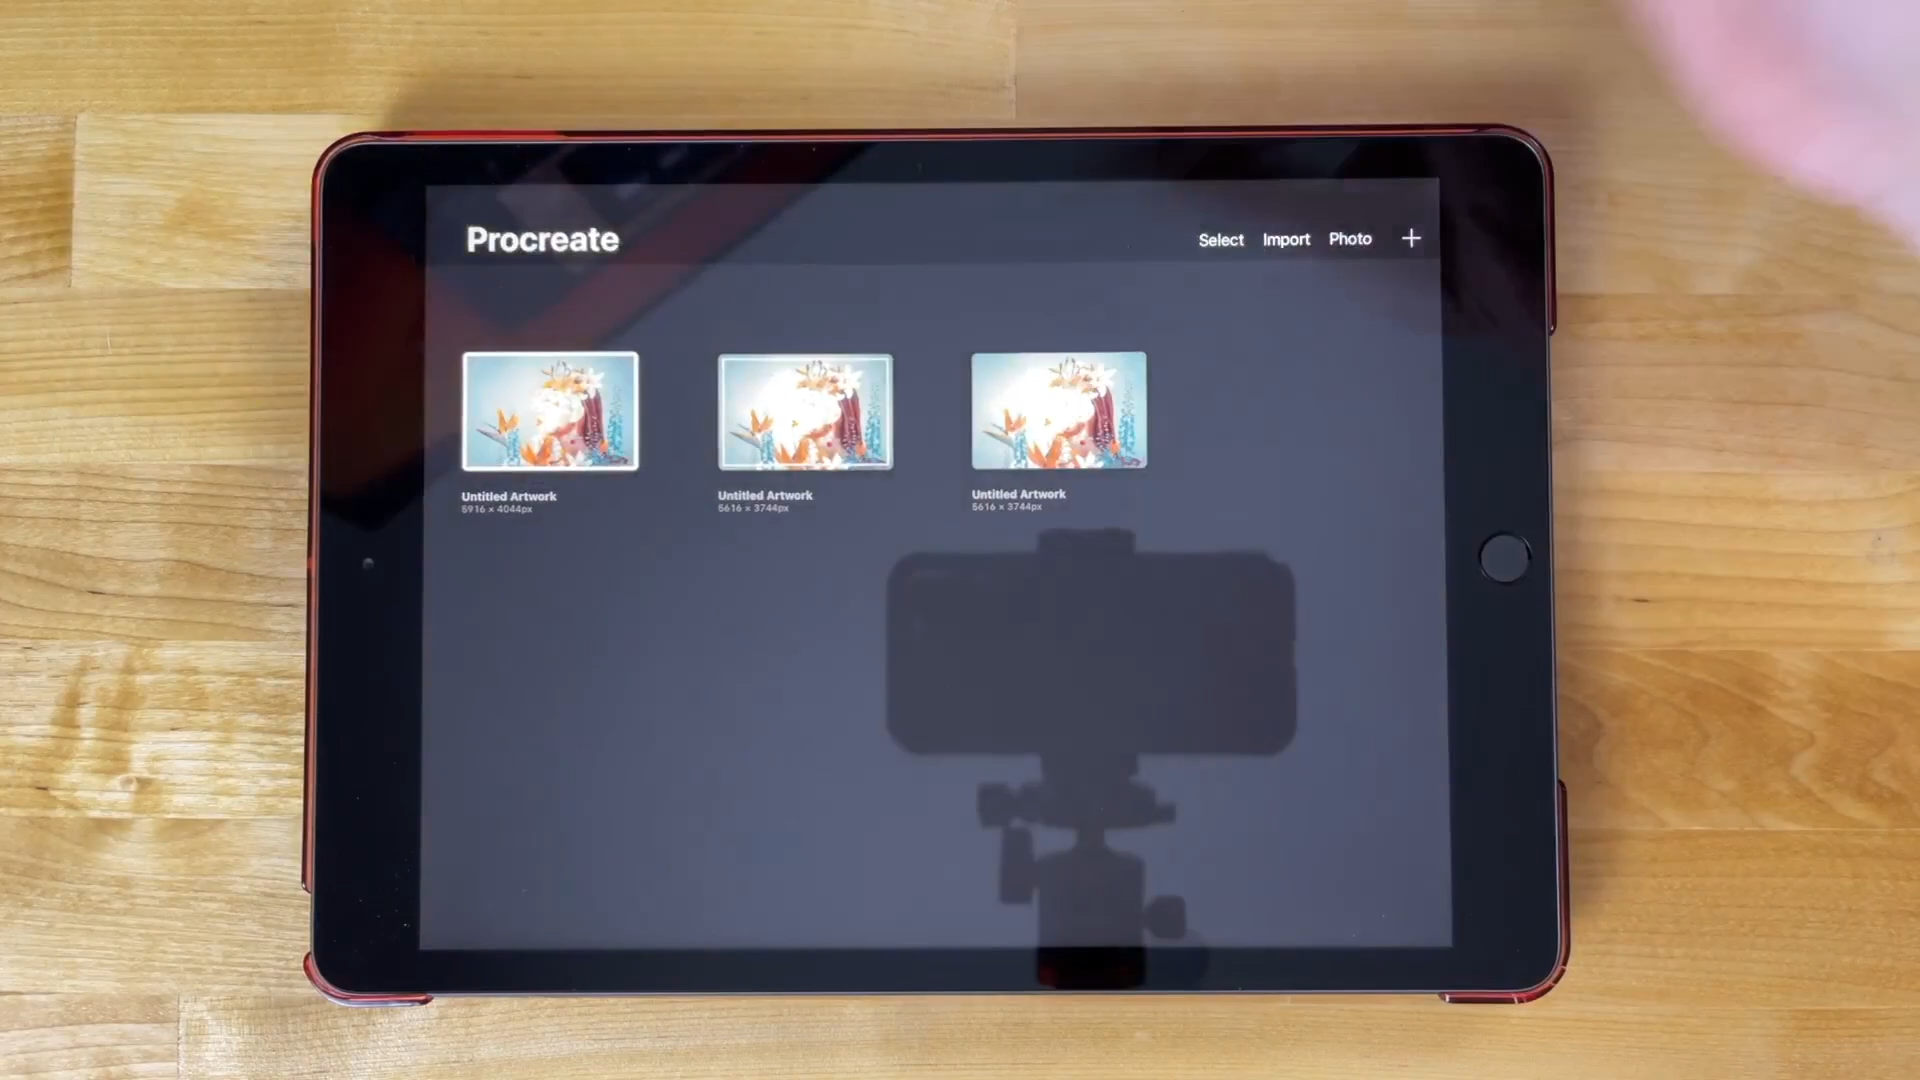 Procreate
Select Import Photo +
Untitled Artwork
5916 × 4044px
Untitled Artwork
5616 × 3744px
Untitled Artwork
5616 × 3744px